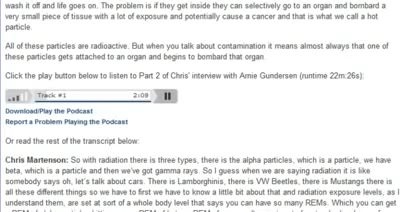 wash it off and life goes on. The problem is if they get inside they can selectively go to an organ and bombard a
very small piece of tissue with a lot of exposure and potentially cause a cancer and that is what we call a hot
particle.
All of these particles are radioactive. But when you talk about contamination it means almost always that one of
these particles gets attached to an organ and begins to bombard that organ.
Click the play button below to listen to Part 2 of Chris' interview with Arnie Gundersen (runtime 22m:26s):
Track #1 2:08
Download/Play the Podcast
Report a Problem Playing the Podcast
Or read the rest of the transcript below:
Chris Martenson: So with radiation there is three types, there is the alpha particles, which is a particle, we have
beta, which is a particle and then we've got gamma rays. So I guess when we are saying radiation it is like
somebody says oh, let's talk about cars. There is Lamborghinis, there is VW Beetles, there is Mustangs there is
all these different things so we have to first we have to know a little bit about that and radiation exposure levels, as I
understand them, are set at sort of a whole body level that says you can have so many REMs. Which you can get